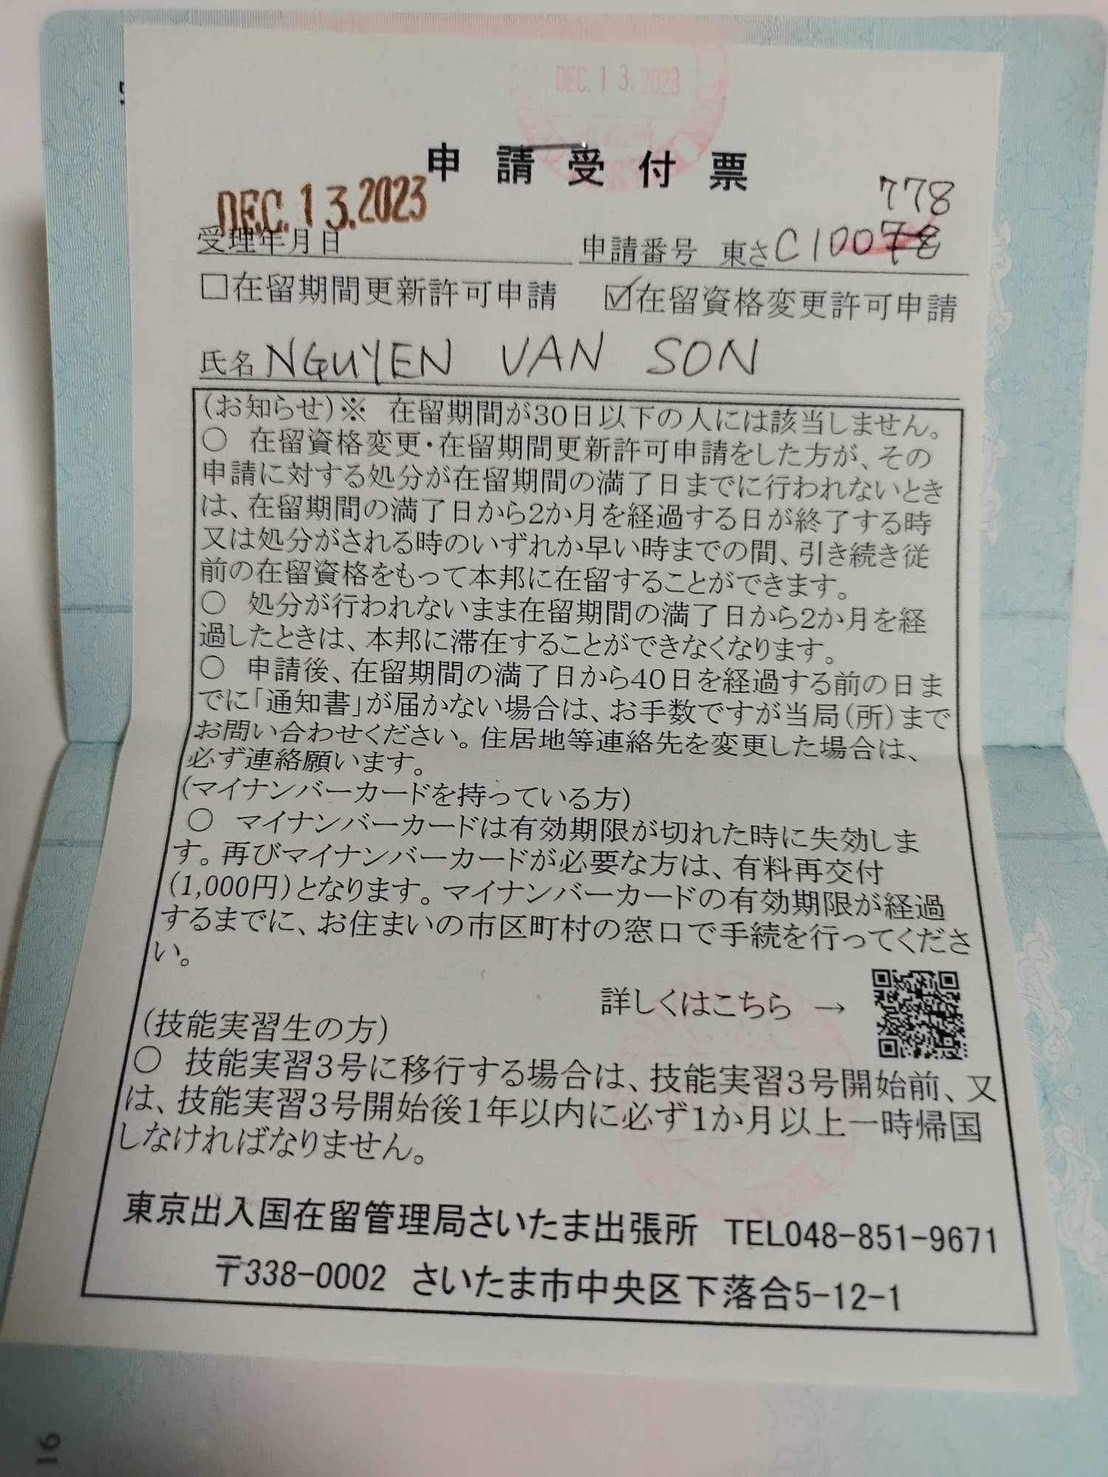 DEC.13.2023
申請受付票
DEC.13.2023
受理年月日
778
申請番号 東さC10078
□在留期間更新許可申請 ☑在留資格変更許可申請
氏名 NGUYEN VAN SON
(お知らせ)※ 在留期間が30日以下の人には該当しません。
○ 在留資格変更・在留期間更新許可申請をした方が、その
申請に対する処分が在留期間の満了日までに行われないとき
は、在留期間の満了日から2か月を経過する日が終了する時
又は処分がされる時のいずれか早い時までの間、引き続き従
前の在留資格をもって本邦に在留することができます。
○ 処分が行われないまま在留期間の満了日から2か月を経
過したときは、本邦に滞在することができなくなります。
○ 申請後、在留期間の満了日から40日を経過する前の日ま
でに「通知書」が届かない場合は、お手数ですが当局(所)まで
お問い合わせください。住居地等連絡先を変更した場合は、
必ず連絡願います。
(マイナンバーカードを持っている方)
○ マイナンバーカードは有効期限が切れた時に失効しま
す。再びマイナンバーカードが必要な方は、有料再交付
(1,000円)となります。マイナンバーカードの有効期限が経過
するまでに、お住まいの市区町村の窓口で手続を行ってくださ
い。
詳しくはこちら →
(技能実習生の方)
○ 技能実習3号に移行する場合は、技能実習3号開始前、又
は、技能実習3号開始後1年以内に必ず1か月以上一時帰国
しなければなりません。
東京出入国在留管理局さいたま出張所 TEL048-851-9671
〒338-0002 さいたま市中央区下落合5-12-1
16